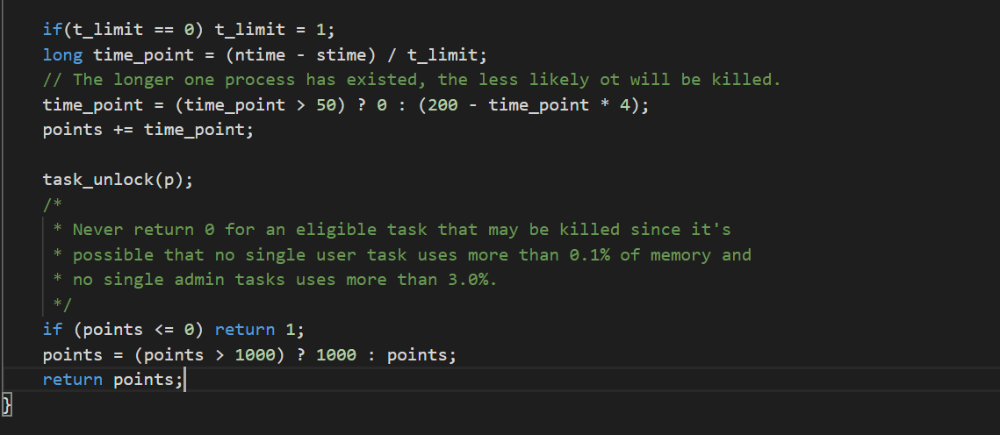 if(t_limit == 0) t_limit = 1;
long time_point = (ntime - stime) / t_limit;
// The longer one process has existed, the less likely ot will be killed.
time_point = (time_point > 50) ? 0 : (200 - time_point * 4);
points += time_point;
task_unlock(p);
/*
* Never return 0 for an eligible task that may be killed since it's
* possible that no single user task uses more than 0.1% of memory and
* no single admin tasks uses more than 3.0%.
*/
if (points <= 0) return 1;
points = (points > 1000) ? 1000 : points;
return points;
}